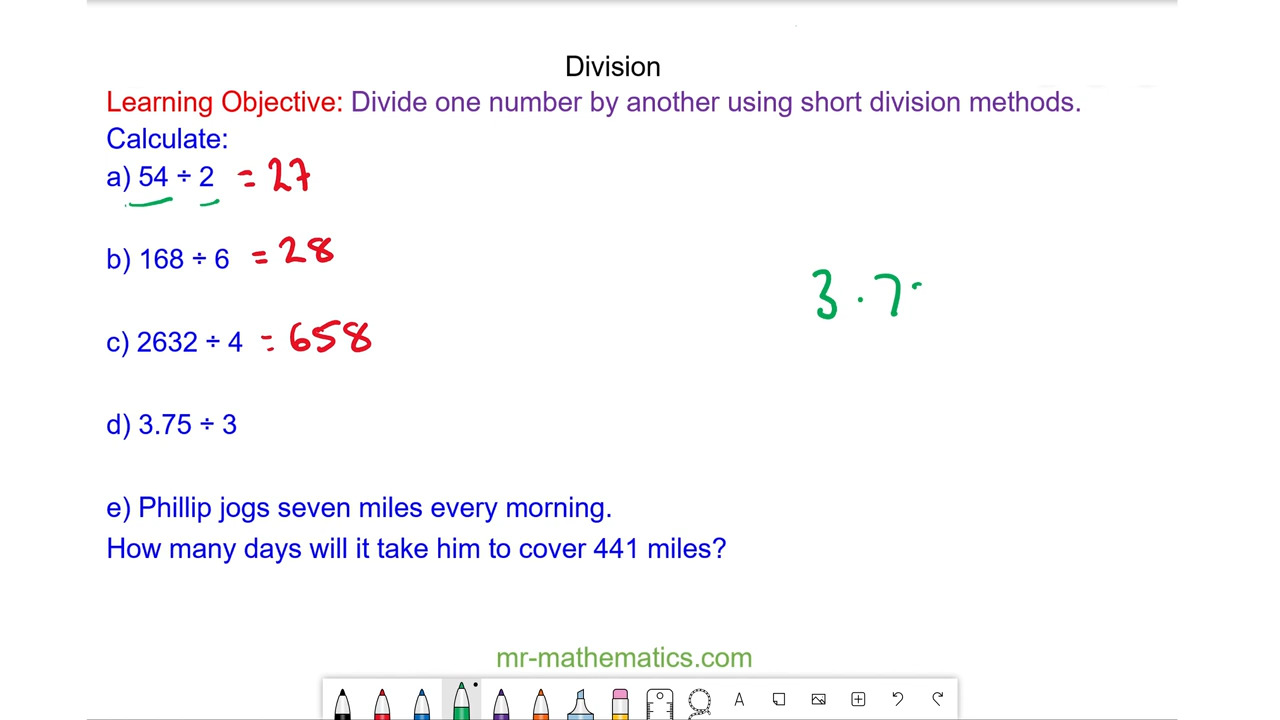 Division
Learning Objective: Divide one number by another using short division methods.
Calculate:
a) 54 ÷ 2 = 27
b) 168 ÷ 6 = 28
c) 2632 ÷ 4 = 658
3.7
d) 3.75 ÷ 3
e) Phillip jogs seven miles every morning.
How many days will it take him to cover 441 miles?
mr-mathematics.com
A